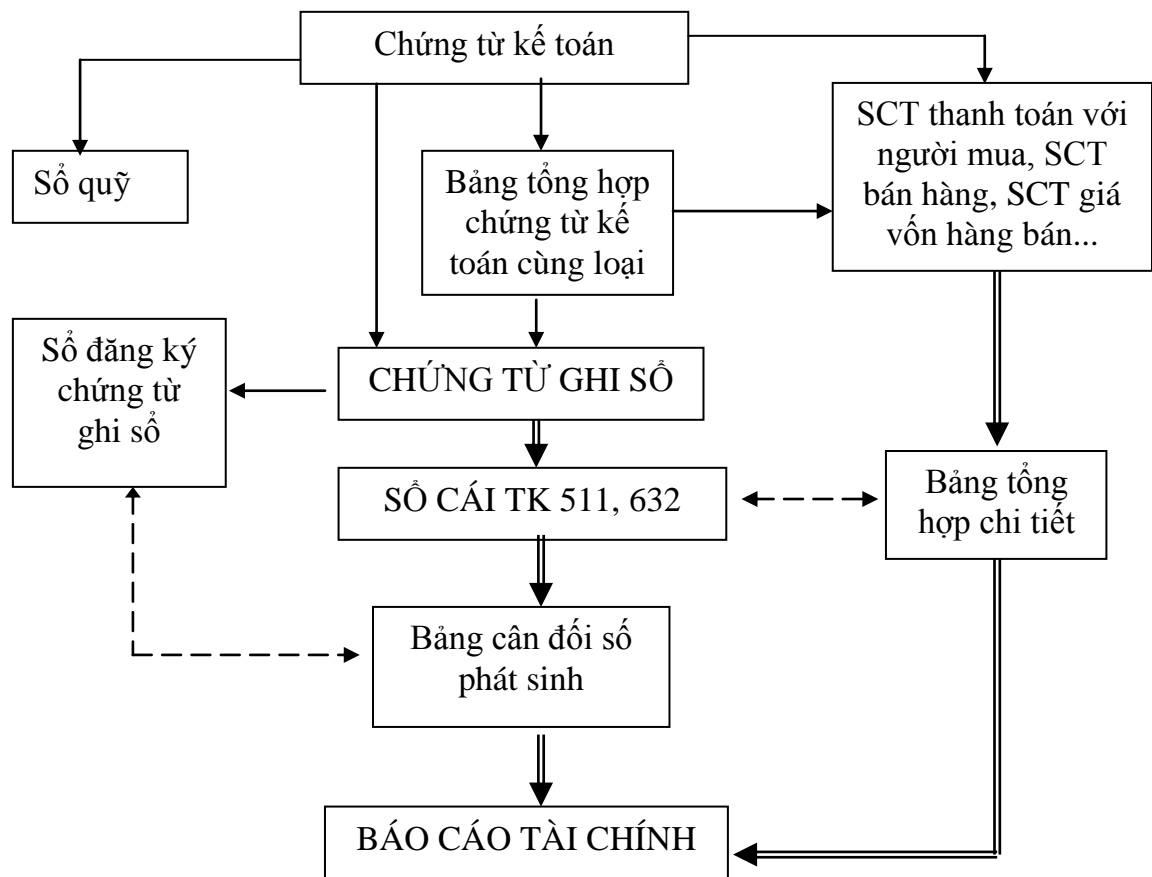 Chứng từ kế toán
SCT thanh toán với
người mua, SCT
bán hàng, SCT giá
vốn hàng bán...
Sổ quỹ
Bảng tổng hợp
chứng từ kế
toán cùng loại
Sổ đăng ký
chứng từ
ghi sổ
CHỨNG TỪ GHI SỔ
SỔ CÁI TK 511, 632
Bảng tổng
hợp chi tiết
Bảng cân đối số
phát sinh
BÁO CÁO TÀI CHÍNH